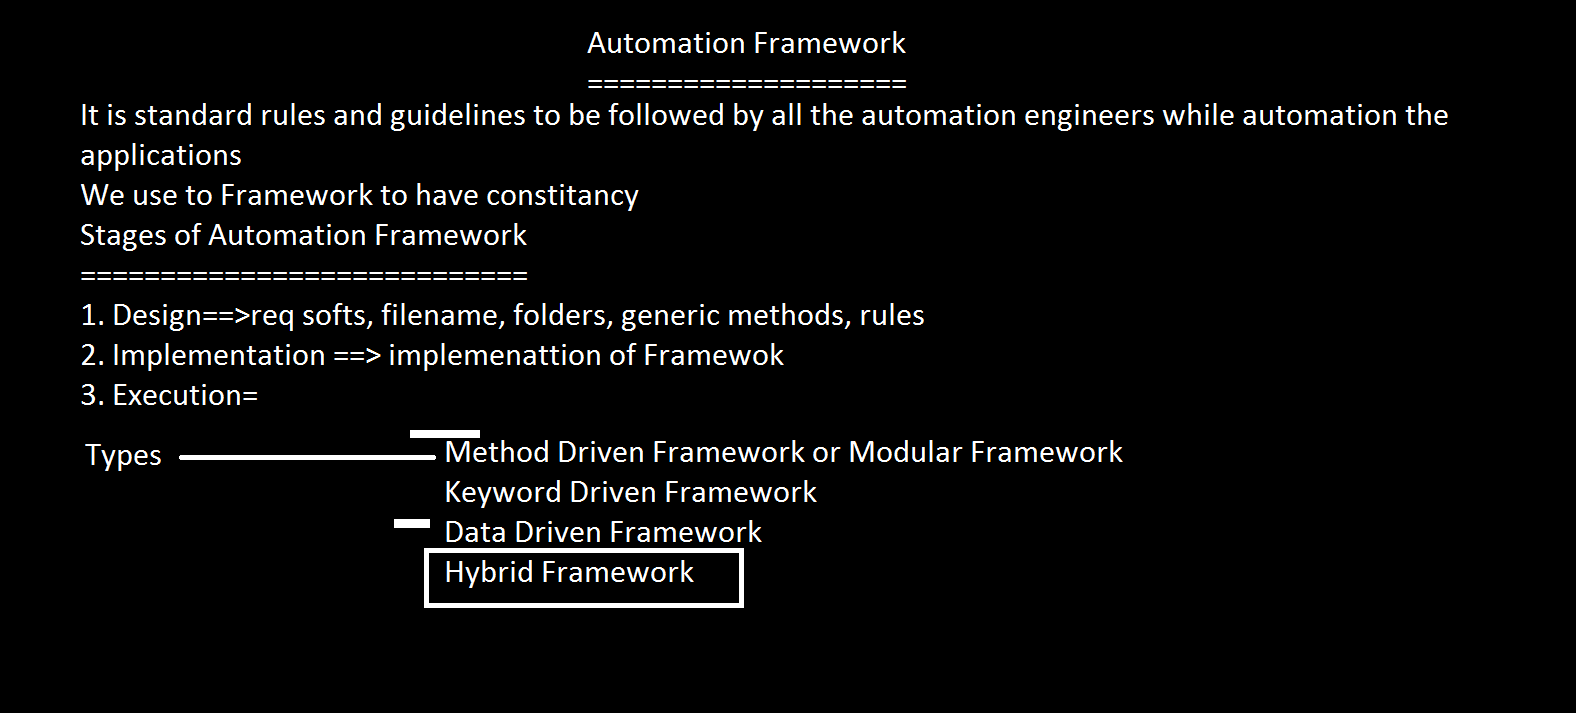 Automation Framework
====================
It is standard rules and guidelines to be followed by all the automation engineers while automation the
applications
We use to Framework to have constitancy
Stages of Automation Framework
============================
1. Design==>req softs, filename, folders, generic methods, rules
2. Implementation ==> implemenattion of Framewok
3. Execution=
Types Method Driven Framework or Modular Framework
Keyword Driven Framework
Data Driven Framework
Hybrid Framework